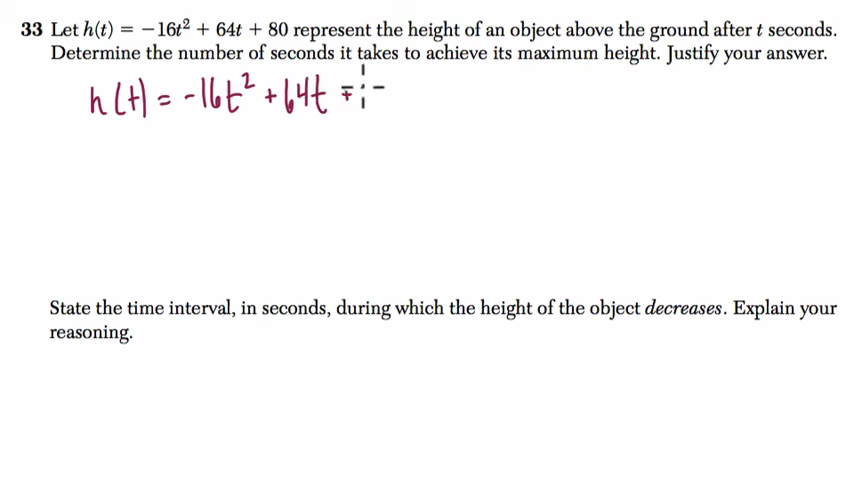 33 Let h(t) = −16t² + 64t + 80 represent the height of an object above the ground after t seconds.
Determine the number of seconds it takes to achieve its maximum height. Justify your answer.
h(t) = -16t² + 64t +
State the time interval, in seconds, during which the height of the object decreases. Explain your
reasoning.